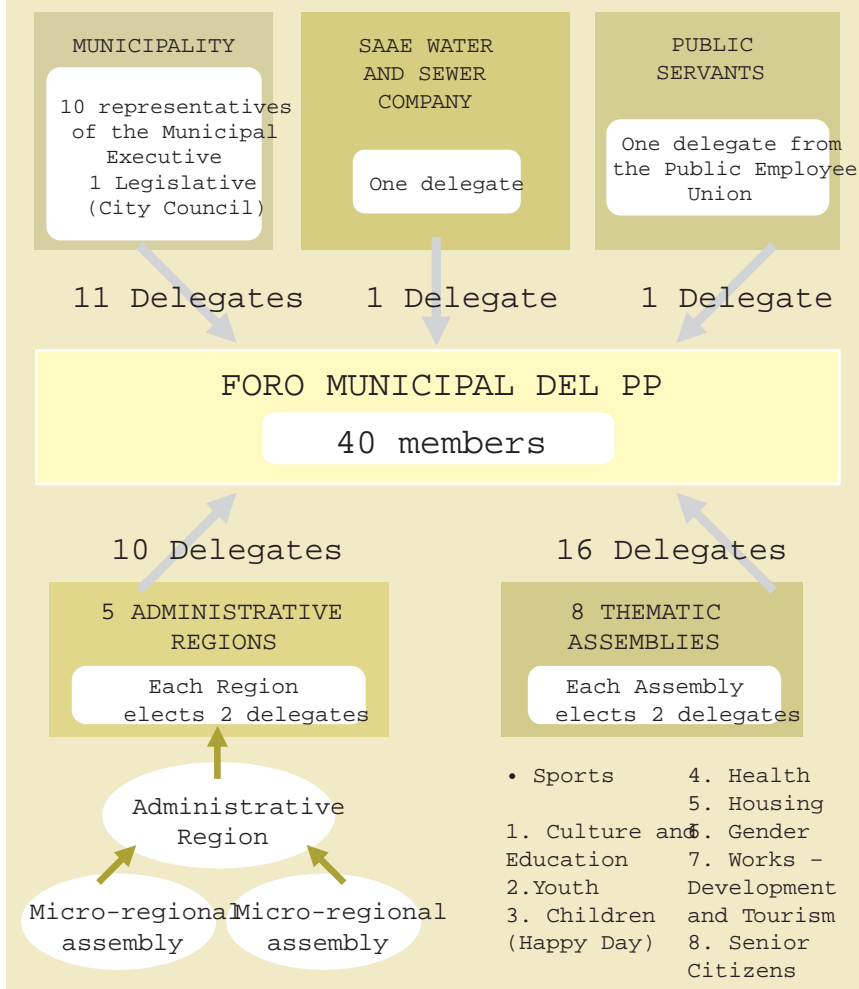 MUNICIPALITY
10 representatives
of the Municipal
Executive
1 Legislative
(City Council)
SAAE WATER
AND SEWER
COMPANY
One delegate
PUBLIC
SERVANTS
One delegate from
the Public Employee
Union
11 Delegates
1 Delegate
1 Delegate
FORO MUNICIPAL DEL PP
40 members
10 Delegates
16 Delegates
5 ADMINISTRATIVE
REGIONS
Each Region
elects 2 delegates
8 THEMATIC
ASSEMBLIES
Each Assembly
elects 2 delegates
Administrative
Region
Micro-regional
assembly
Micro-regional
assembly
• Sports
1. Culture and
Education
2.Youth
3. Children
(Happy Day)
4. Health
5. Housing
6. Gender
7. Works –
Development
and Tourism
8. Senior
Citizens